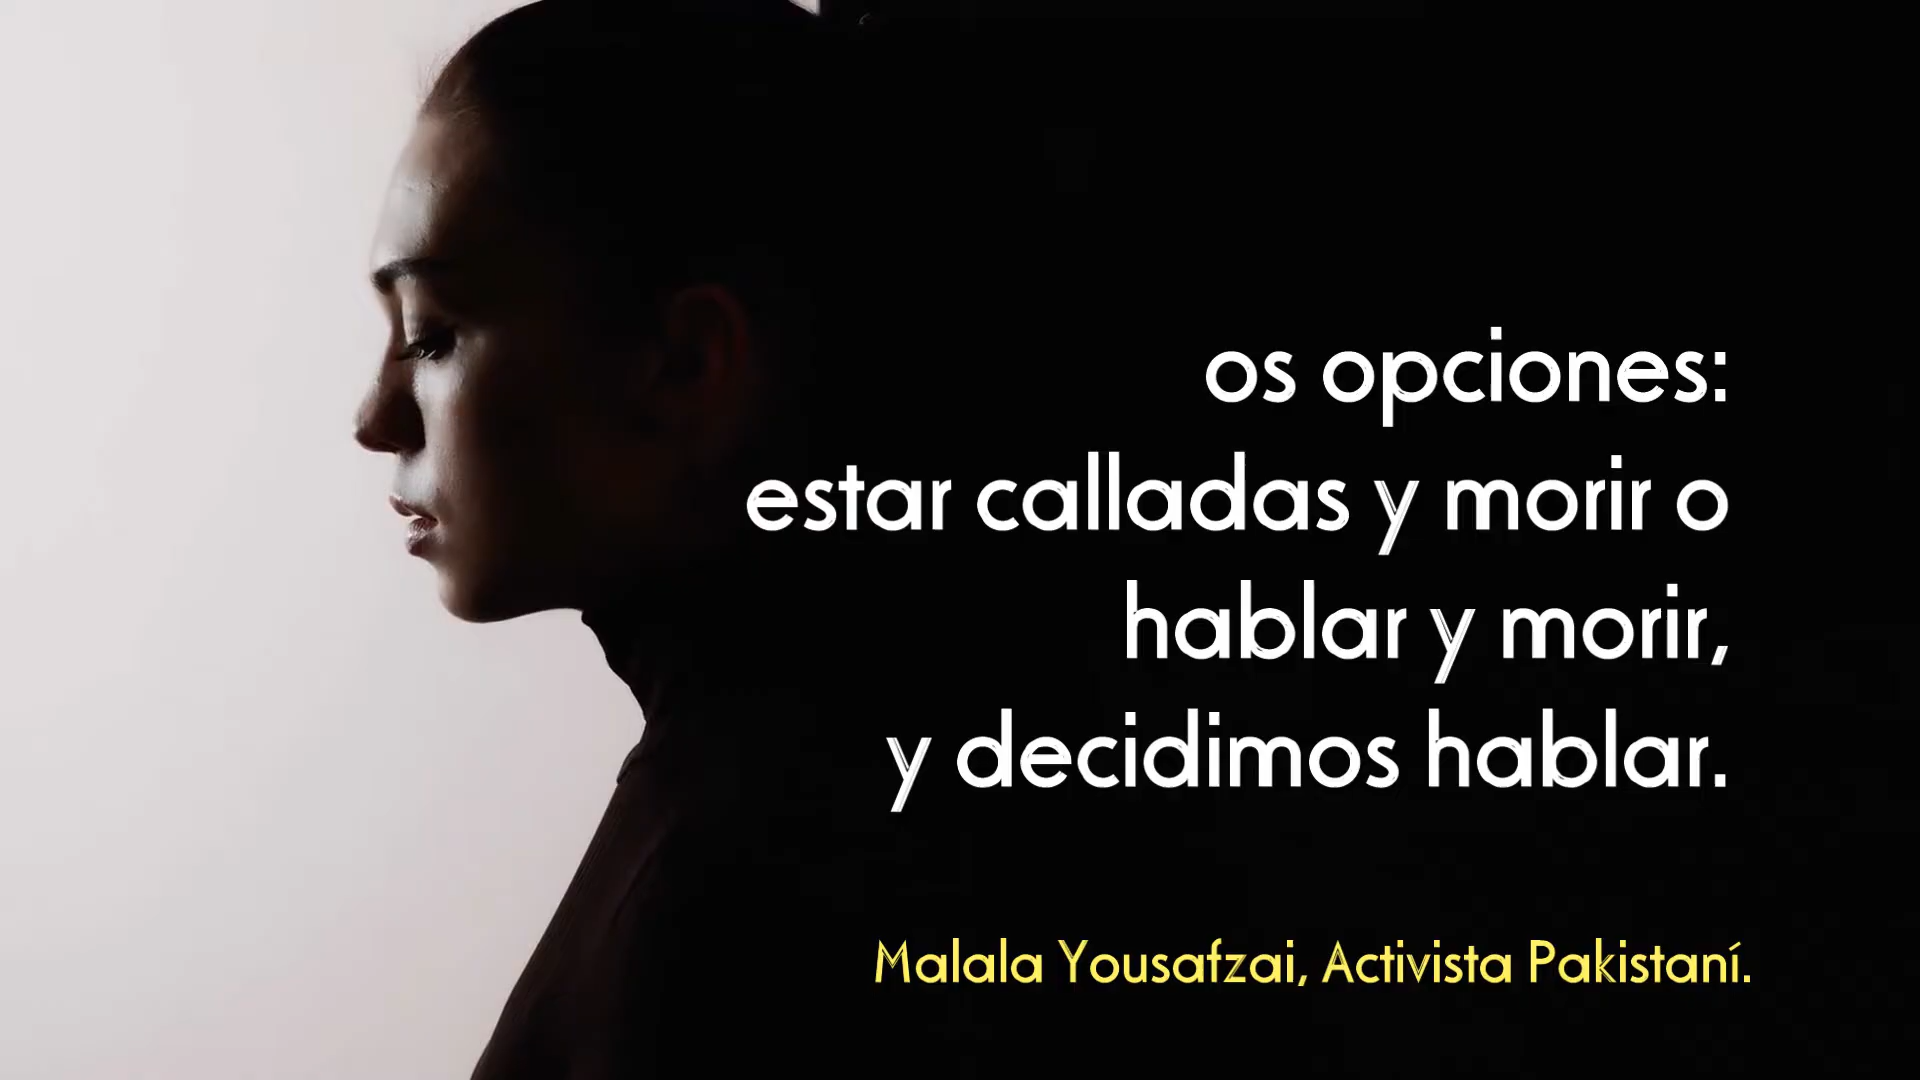 os opciones:
estar calladas y morir o
hablar y morir,
y decidimos hablar.
Malala Yousafzai, Activista Pakistaní.